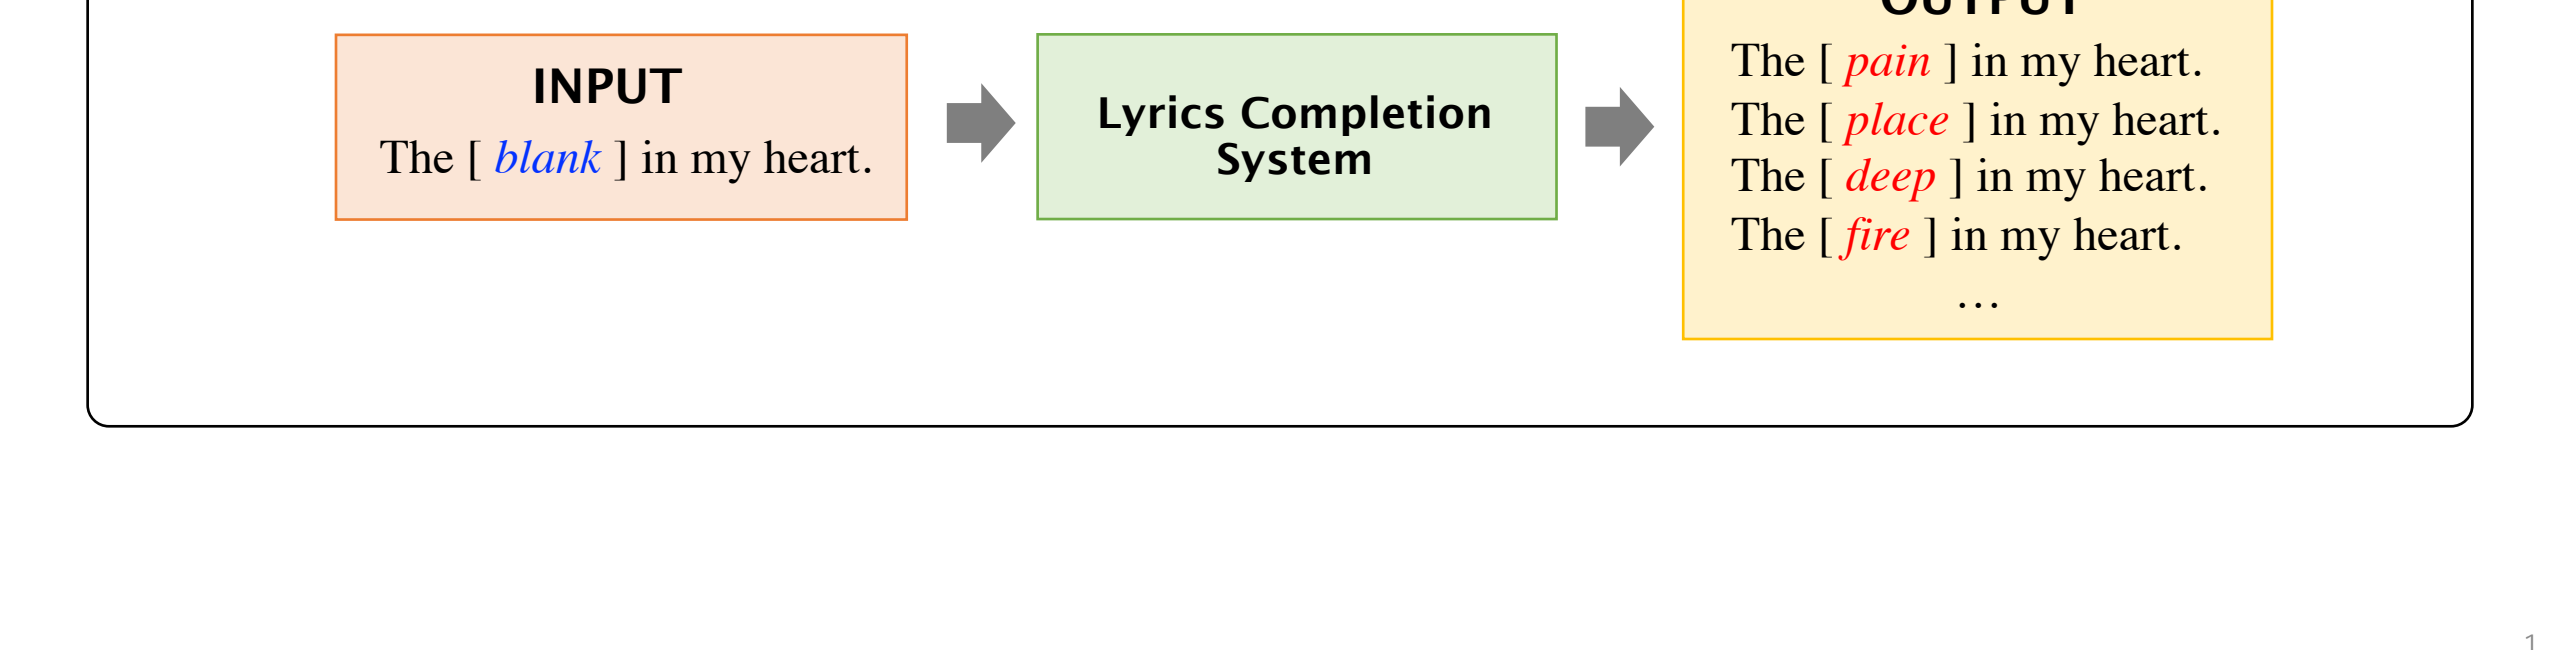 INPUT
The [ blank ] in my heart.
Lyrics Completion
System
OUTPUT
The [ pain ] in my heart.
The [ place ] in my heart.
The [ deep ] in my heart.
The [ fire ] in my heart.
…
1